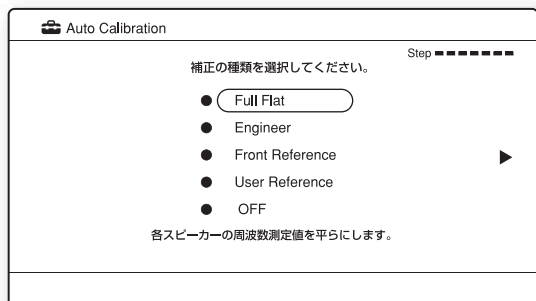 Auto Calibration
Step
補正の種類を選択してください。
Full Flat
Engineer
Front Reference
User Reference
OFF
各スピーカーの周波数測定値を平らにします。